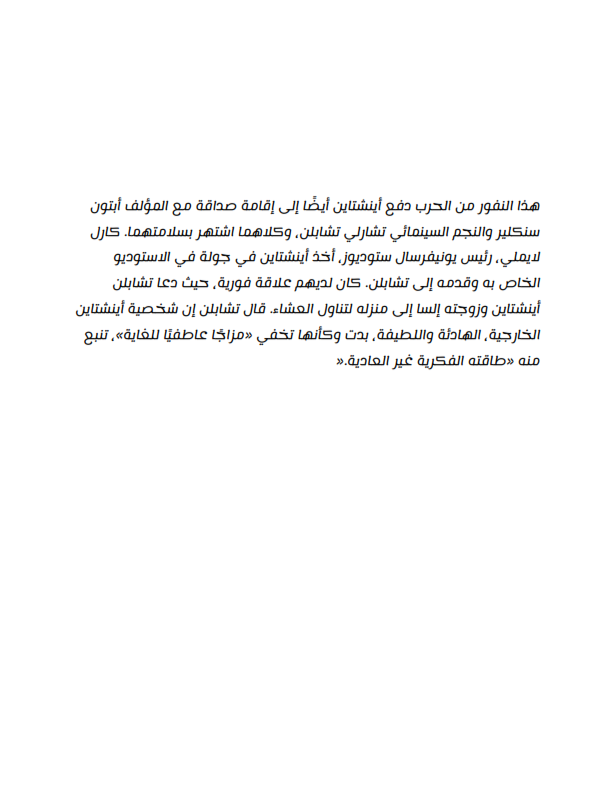 هذا النفور من الحرب دفع أينشتاين أيضًا إلى إقامة صداقة مع المؤلف أبتون
سنكلير والنجم السينمائي تشارلي تشابلن، وكلاهما اشتهر بسلامتهما. كارل
لايملي، رئيس يونيفرسال ستوديوز، أخذ أينشتاين في جولة في الاستوديو
الخاص به وقدمه إلى تشابلن. كان لديهم علاقة فورية، حيث دعا تشابلن
أينشتاين وزوجته إلسا إلى منزله لتناول العشاء. قال تشابلن إن شخصية أينشتاين
الخارجية، الهادئة واللطيفة، بدت وكأنها تخفي «مزاجًا عاطفيًا للغاية»، تنبع
منه «طاقته الفكرية غير العادية.»